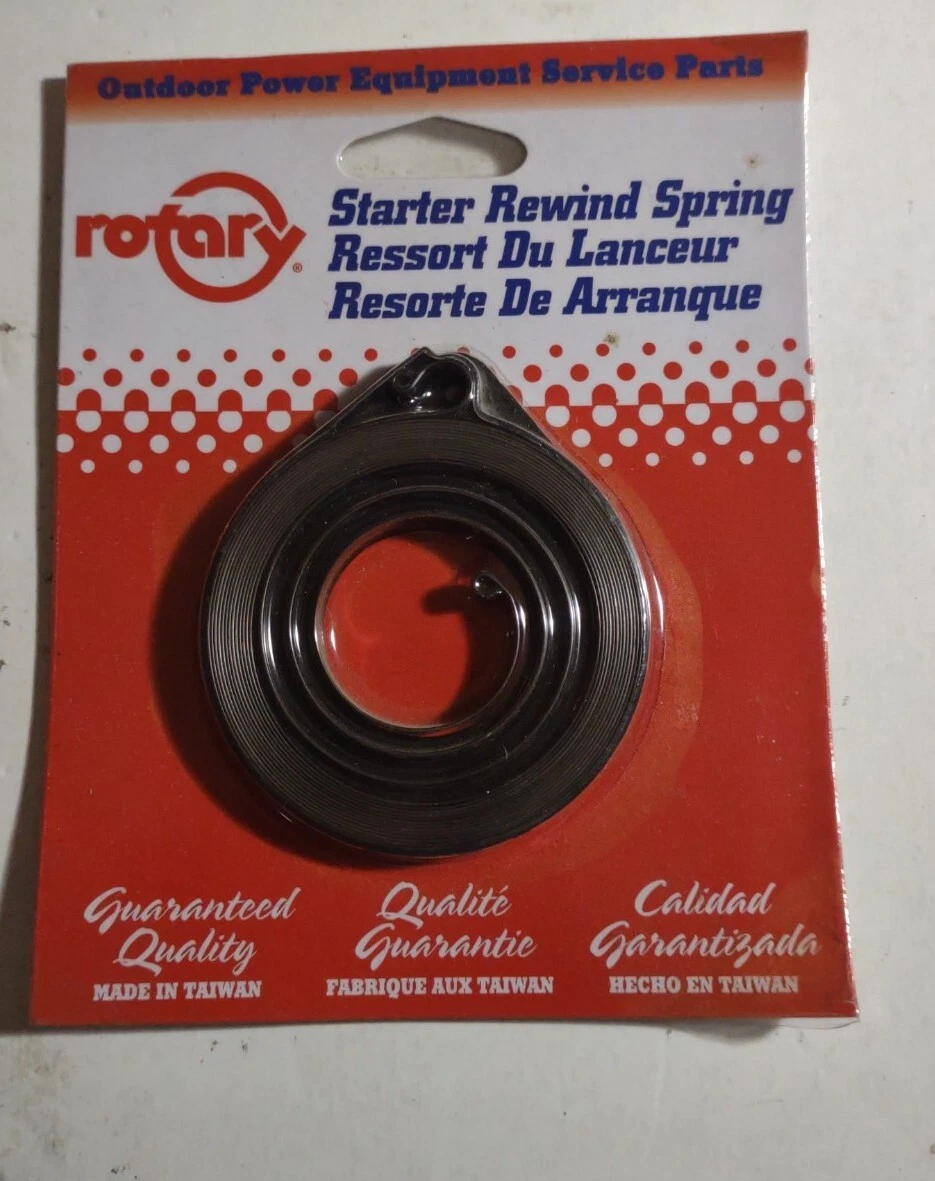 Outdoor Power Equipment Service Parts
rotary®
Starter Rewind Spring
Ressort Du Lanceur
Resorte De Arranque
Guaranteed
Quality
MADE IN TAIWAN
Qualité
Guarantie
FABRIQUE AUX TAIWAN
Calidad
Garantizada
HECHO EN TAIWAN